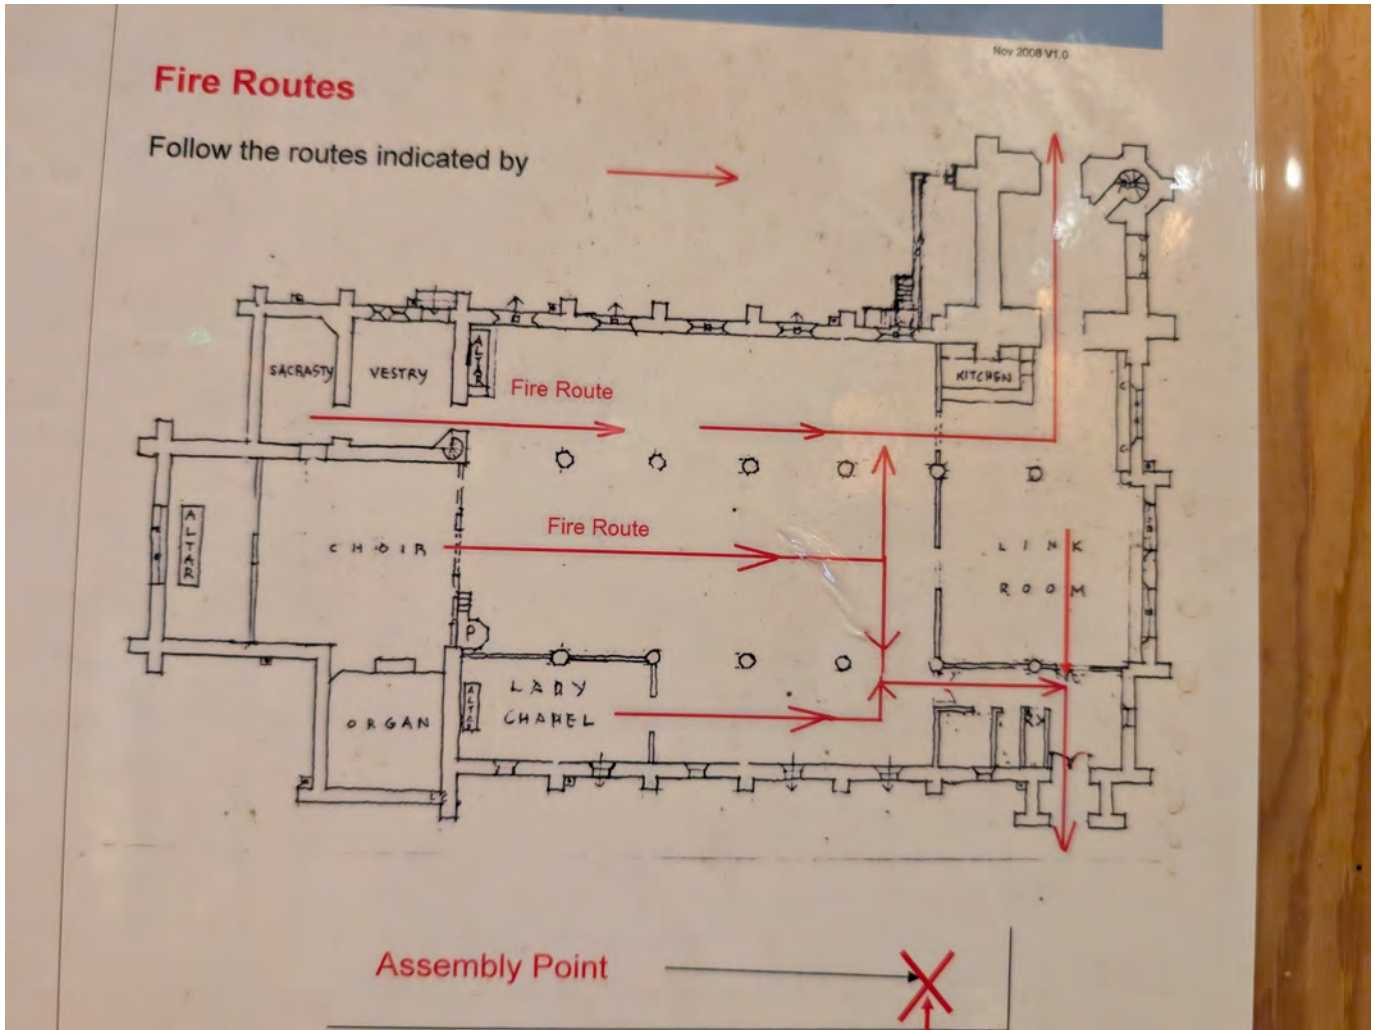 Nov 2008 V1.0
Fire Routes
Follow the routes indicated by
SACRASTY
VESTRY
ALTAR
KITCHEN
Fire Route
ALTAR
CHOIR
Fire Route
LINK
ROOM
P
LADY
CHAPEL
ALTAR
ORGAN
Assembly Point